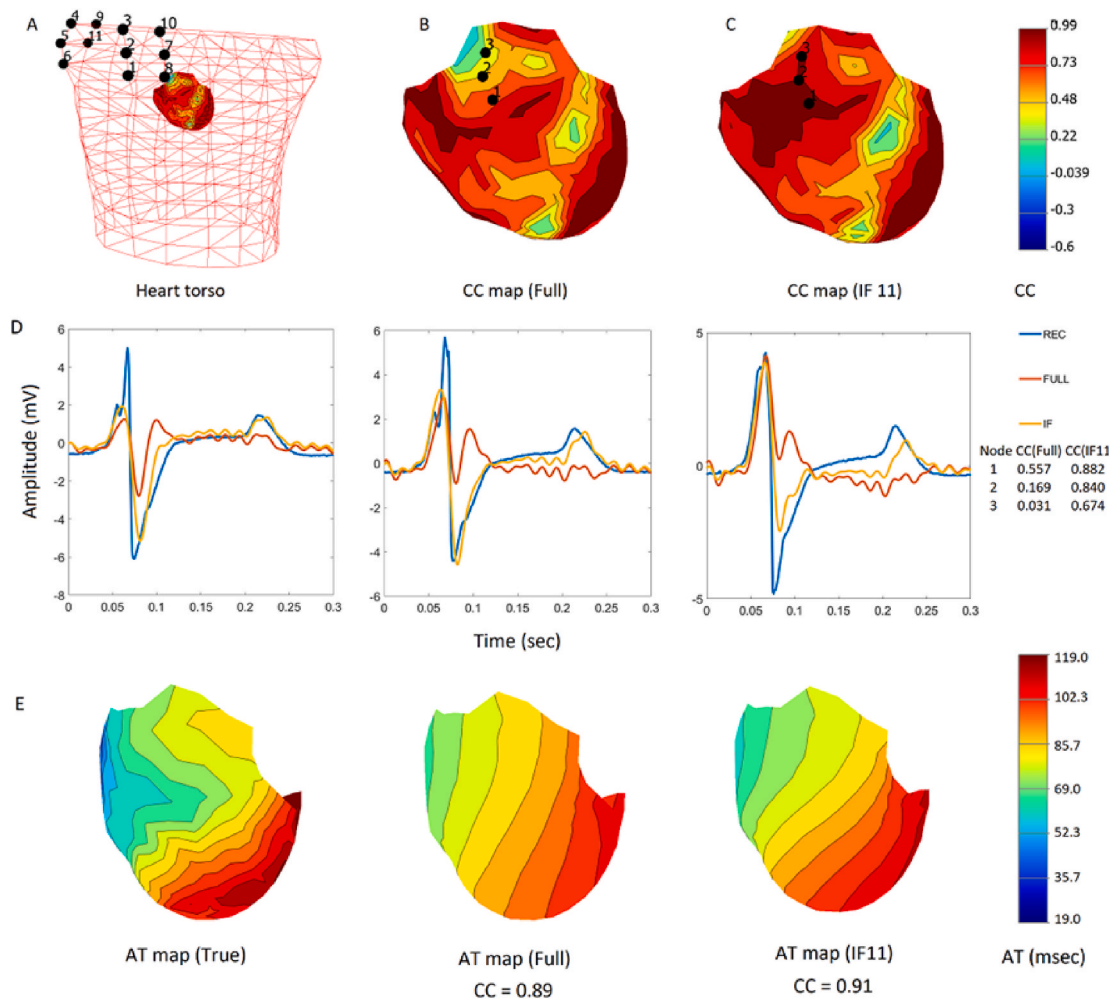 A
4 9 3 10
5 11 2 7
6 1 8
Heart torso
B
3
2
1
CC map (Full)
C
3
2
1
CC map (IF 11)
0.99
0.73
0.48
0.22
-0.039
-0.3
-0.6
CC
D
Amplitude (mV)
6
4
2
0
-2
-4
-6
-8
0 0.05 0.1 0.15 0.2 0.25 0.3
6
4
2
0
-2
-4
-6
0 0.05 0.1 0.15 0.2 0.25 0.3
5
0
-5
0 0.05 0.1 0.15 0.2 0.25 0.3
Time (sec)
REC
FULL
IF
Node CC(Full) CC(IF11
1 0.557 0.882
2 0.169 0.840
3 0.031 0.674
E
AT map (True)
AT map (Full)
CC = 0.89
AT map (IF11)
CC = 0.91
119.0
102.3
85.7
69.0
52.3
35.7
19.0
AT (msec)